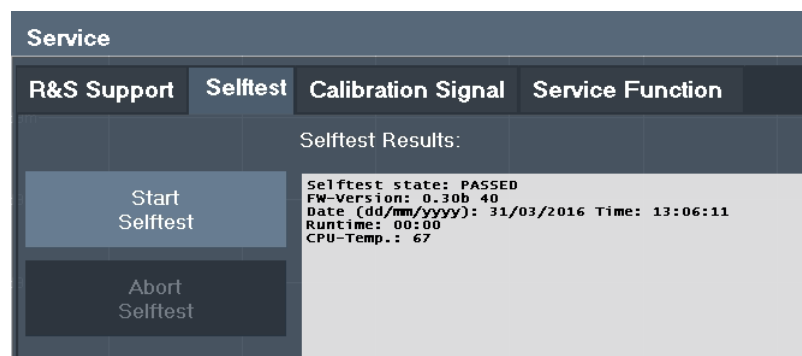 Service
R&S Support
Selftest
Calibration Signal
Service Function
Selftest Results:
Start
Selftest
Abort
Selftest
Selftest state: PASSED
FW-Version: 0.30b 40
Date (dd/mm/yyyy): 31/03/2016 Time: 13:06:11
Runtime: 00:00
CPU-Temp.: 67